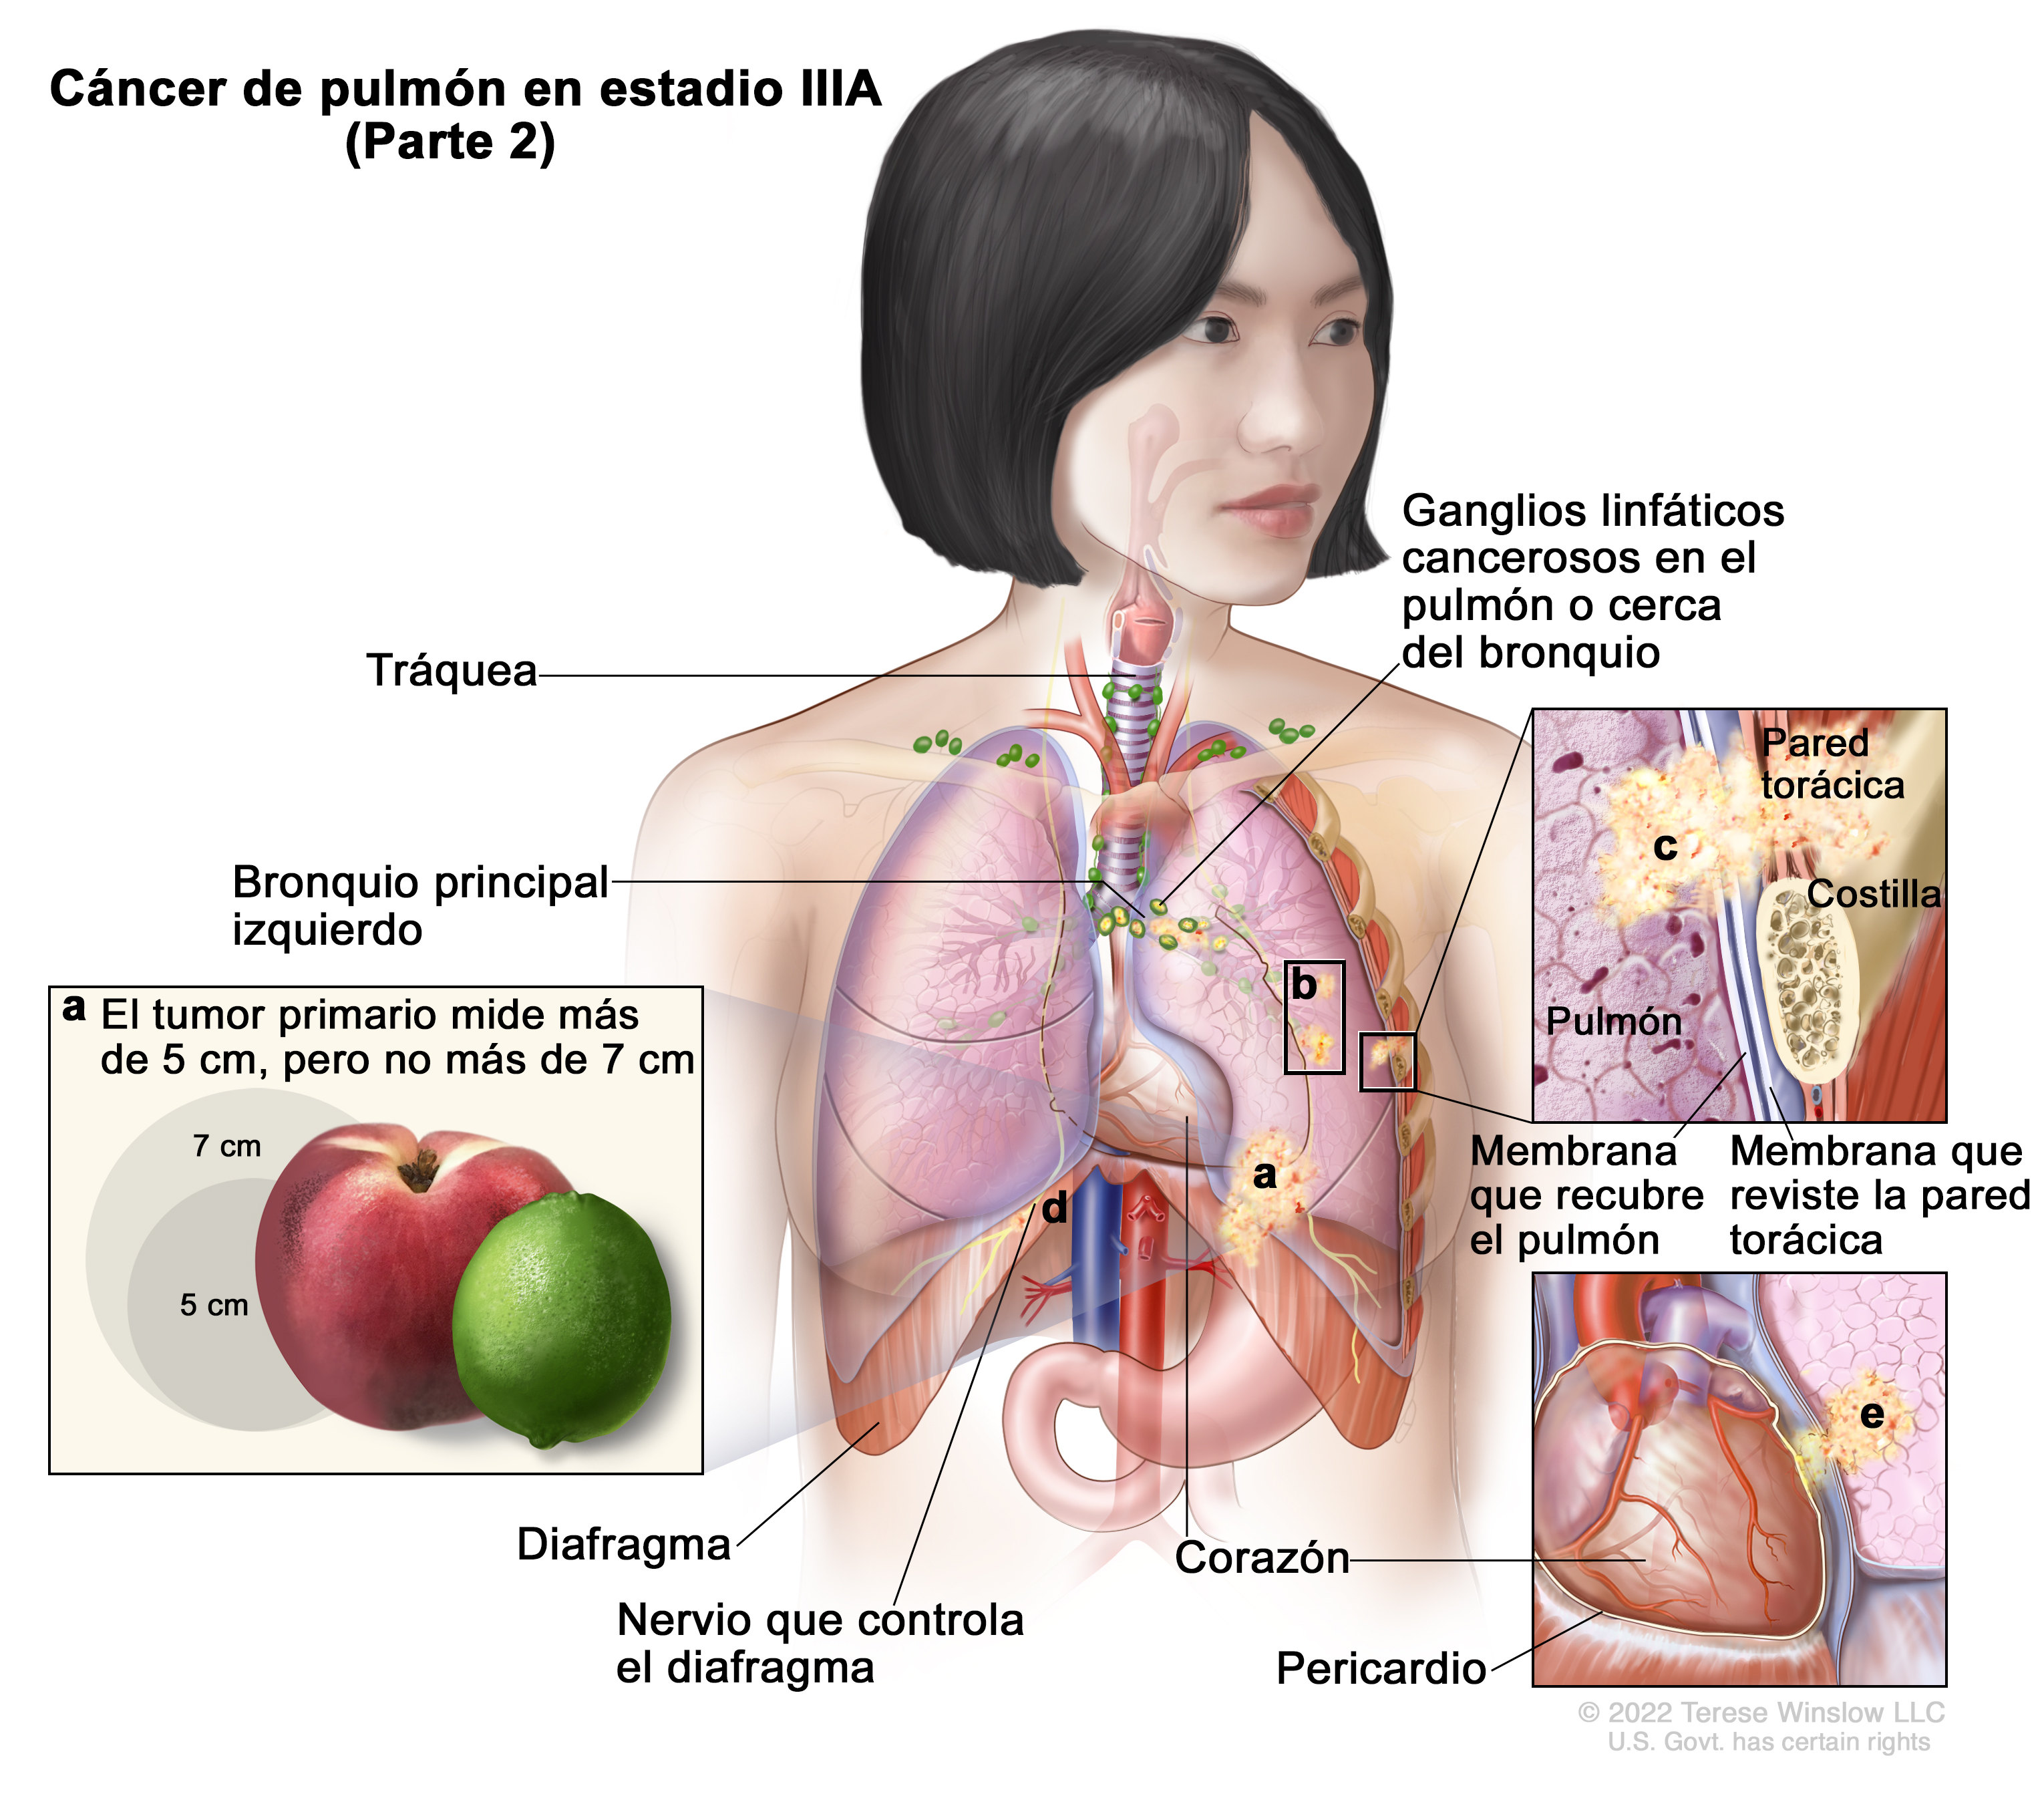 Cáncer de pulmón en estadio IIIA
(Parte 2)
Ganglios linfáticos
cancerosos en el
pulmón o cerca
del bronquio
Tráquea
Bronquio principal
izquierdo
Pared
torácica
c
Costilla
Pulmón
Membrana
que recubre
el pulmón
Membrana que
reviste la pared
torácica
b
a
d
a El tumor primario mide más
de 5 cm, pero no más de 7 cm
7 cm
5 cm
e
Diafragma
Nervio que controla
el diafragma
Corazón
Pericardio
© 2022 Terese Winslow LLC
U.S. Govt. has certain rights